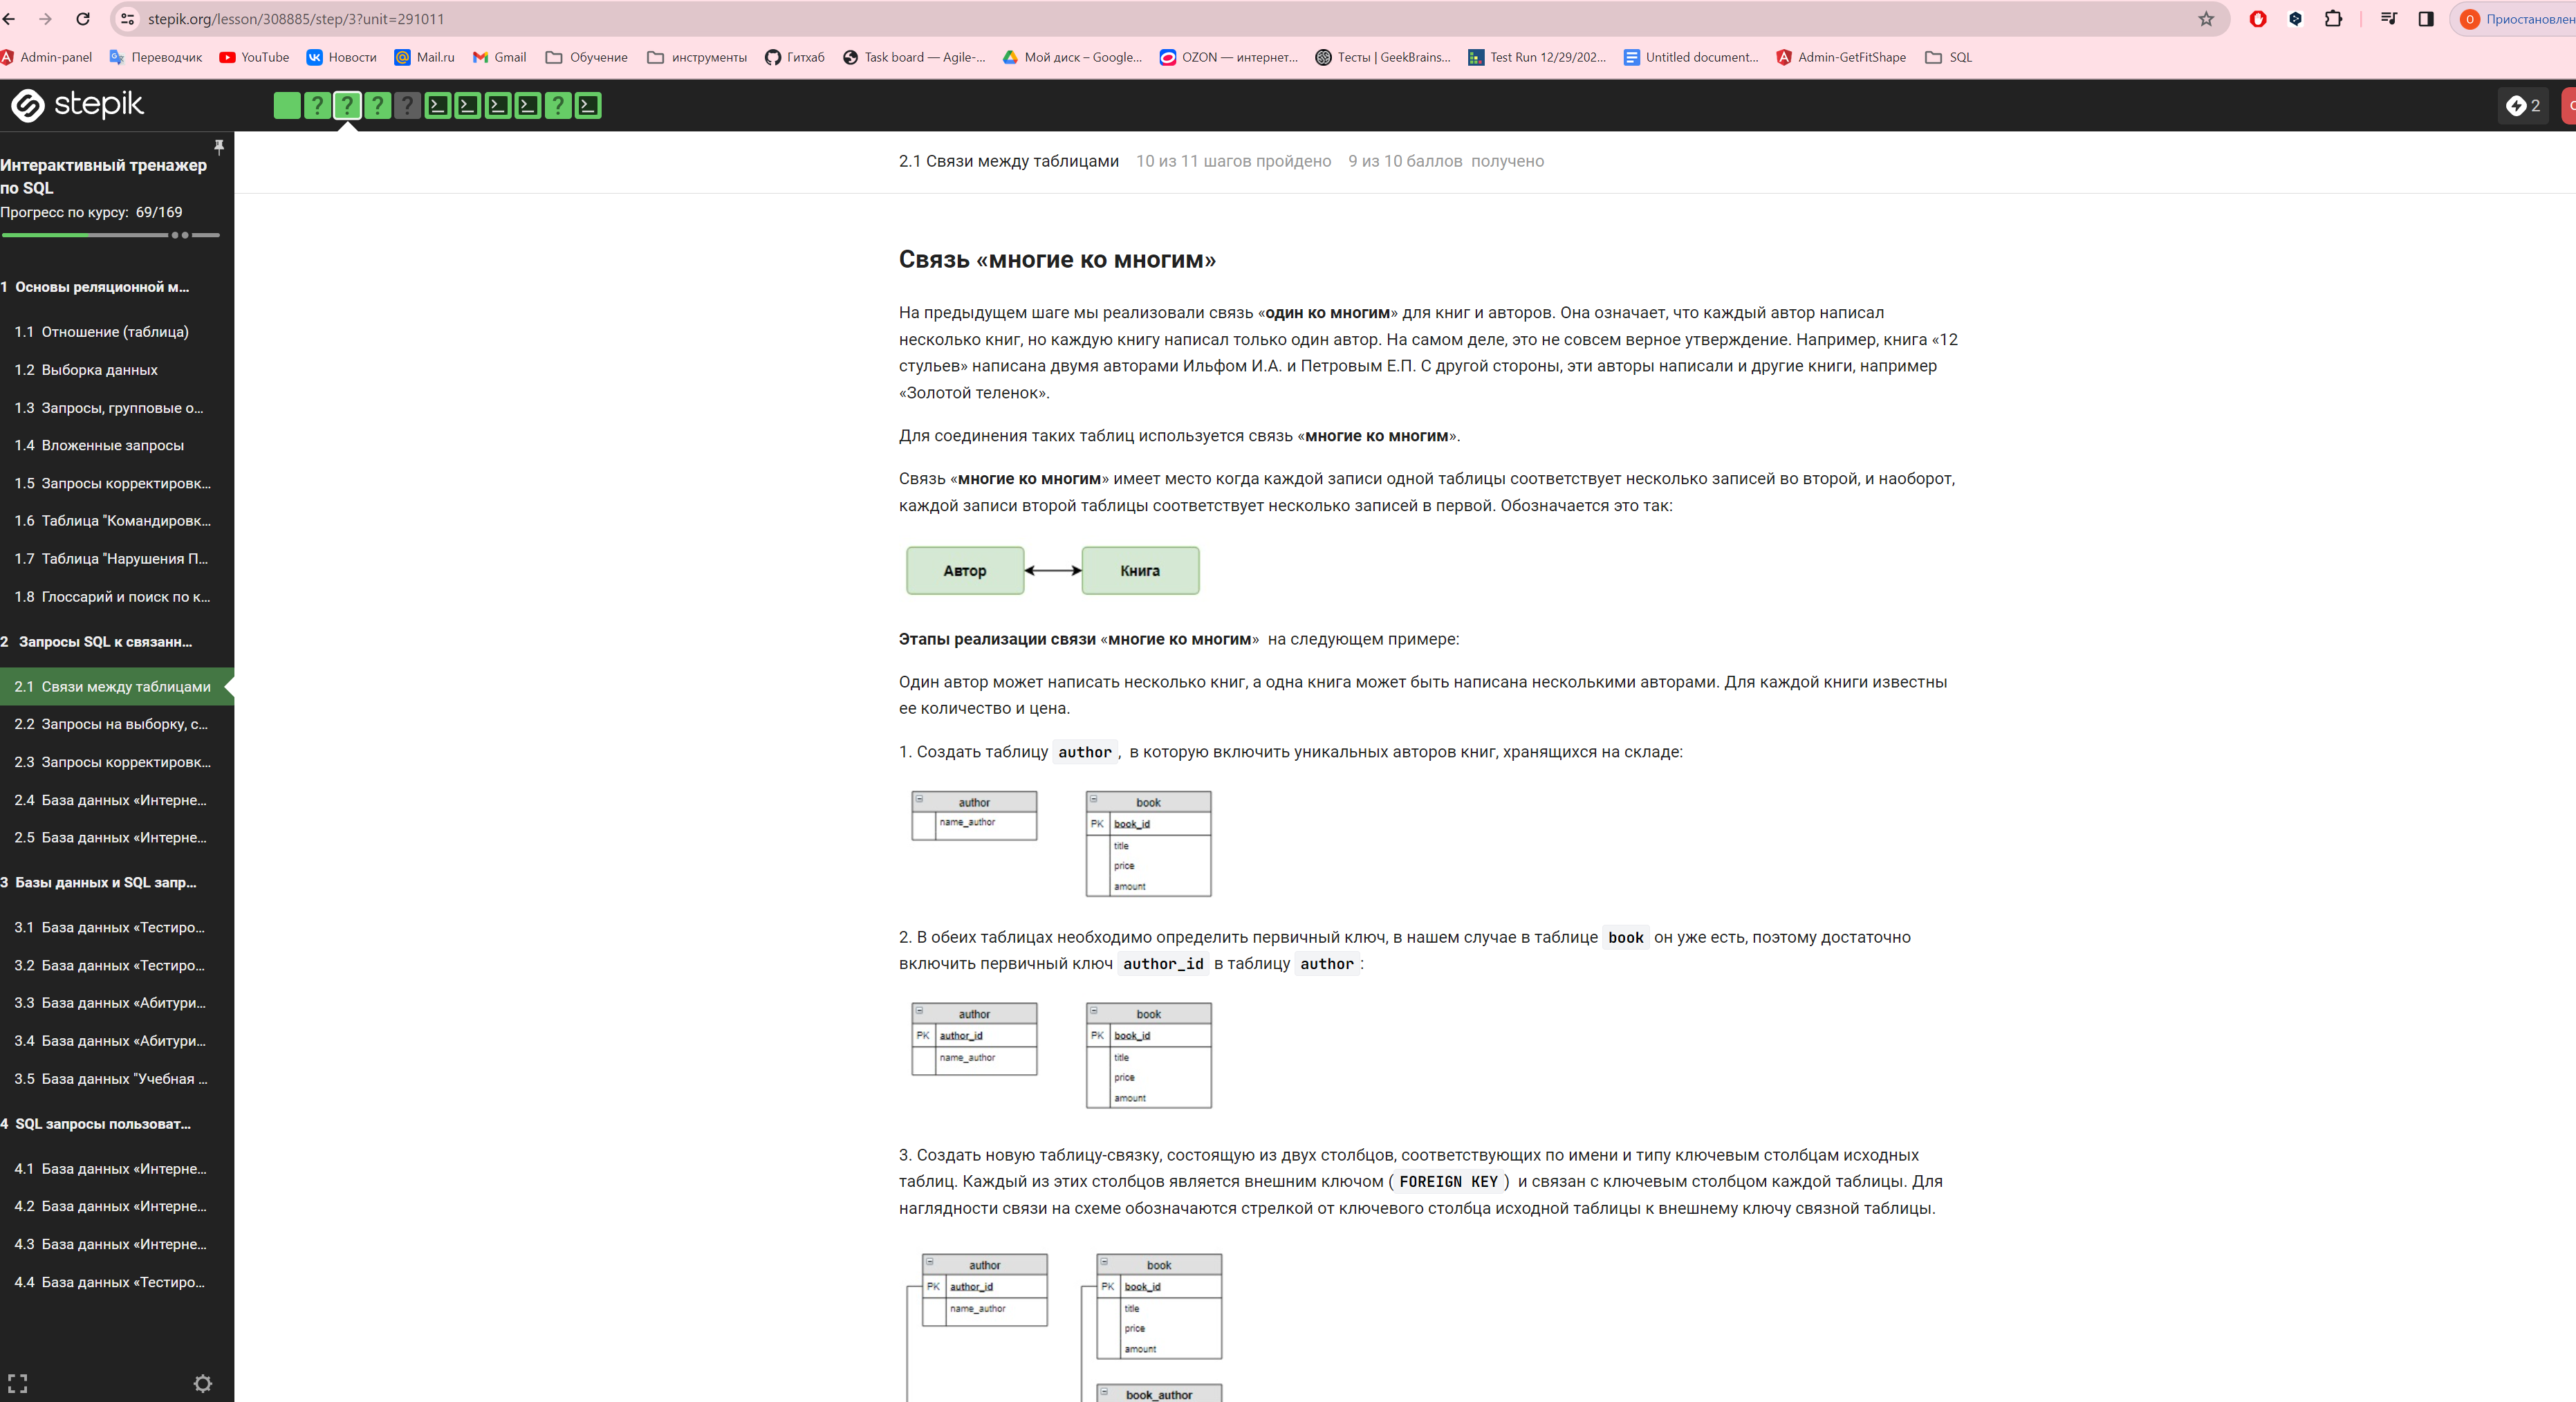 stepik.org/lesson/308885/step/3?unit=291011
О Приостановлен
Admin-panel Переводчик YouTube Новости Mail.ru Gmail Обучение инструменты Гитхаб Task board — Agile-... Мой диск – Google... OZON — интернет... Тесты | GeekBrains... Test Run 12/29/202... Untitled document... Admin-GetFitShape SQL
stepik
2
Интерактивный тренажер
по SQL
Прогресс по курсу: 69/169
1 Основы реляционной м...
1.1 Отношение (таблица)
1.2 Выборка данных
1.3 Запросы, групповые о...
1.4 Вложенные запросы
1.5 Запросы корректировк...
1.6 Таблица "Командировк...
1.7 Таблица "Нарушения П...
1.8 Глоссарий и поиск по к...
2 Запросы SQL к связанн...
2.1 Связи между таблицами
2.2 Запросы на выборку, с...
2.3 Запросы корректировк...
2.4 База данных «Интерне...
2.5 База данных «Интерне...
3 Базы данных и SQL запр...
3.1 База данных «Тестиро...
3.2 База данных «Тестиро...
3.3 База данных «Абитури...
3.4 База данных «Абитури...
3.5 База данных "Учебная ...
4 SQL запросы пользоват...
4.1 База данных «Интерне...
4.2 База данных «Интерне...
4.3 База данных «Интерне...
4.4 База данных «Тестиро...
2.1 Связи между таблицами 10 из 11 шагов пройдено 9 из 10 баллов получено
Связь «многие ко многим»
На предыдущем шаге мы реализовали связь «один ко многим» для книг и авторов. Она означает, что каждый автор написал
несколько книг, но каждую книгу написал только один автор. На самом деле, это не совсем верное утверждение. Например, книга «12
стульев» написана двумя авторами Ильфом И.А. и Петровым Е.П. С другой стороны, эти авторы написали и другие книги, например
«Золотой теленок».
Для соединения таких таблиц используется связь «многие ко многим».
Связь «многие ко многим» имеет место когда каждой записи одной таблицы соответствует несколько записей во второй, и наоборот,
каждой записи второй таблицы соответствует несколько записей в первой. Обозначается это так:
Автор Книга
Этапы реализации связи «многие ко многим» на следующем примере:
Один автор может написать несколько книг, а одна книга может быть написана несколькими авторами. Для каждой книги известны
ее количество и цена.
1. Создать таблицу author, в которую включить уникальных авторов книг, хранящихся на складе:
author
name_author
book
PK book_id
title
price
amount
2. В обеих таблицах необходимо определить первичный ключ, в нашем случае в таблице book он уже есть, поэтому достаточно
включить первичный ключ author_id в таблицу author:
author
PK author_id
name_author
book
PK book_id
title
price
amount
3. Создать новую таблицу-связку, состоящую из двух столбцов, соответствующих по имени и типу ключевым столбцам исходных
таблиц. Каждый из этих столбцов является внешним ключом (FOREIGN KEY) и связан с ключевым столбцом каждой таблицы. Для
наглядности связи на схеме обозначаются стрелкой от ключевого столбца исходной таблицы к внешнему ключу связной таблицы.
author
PK author_id
name_author
book
PK book_id
title
price
amount
book_author